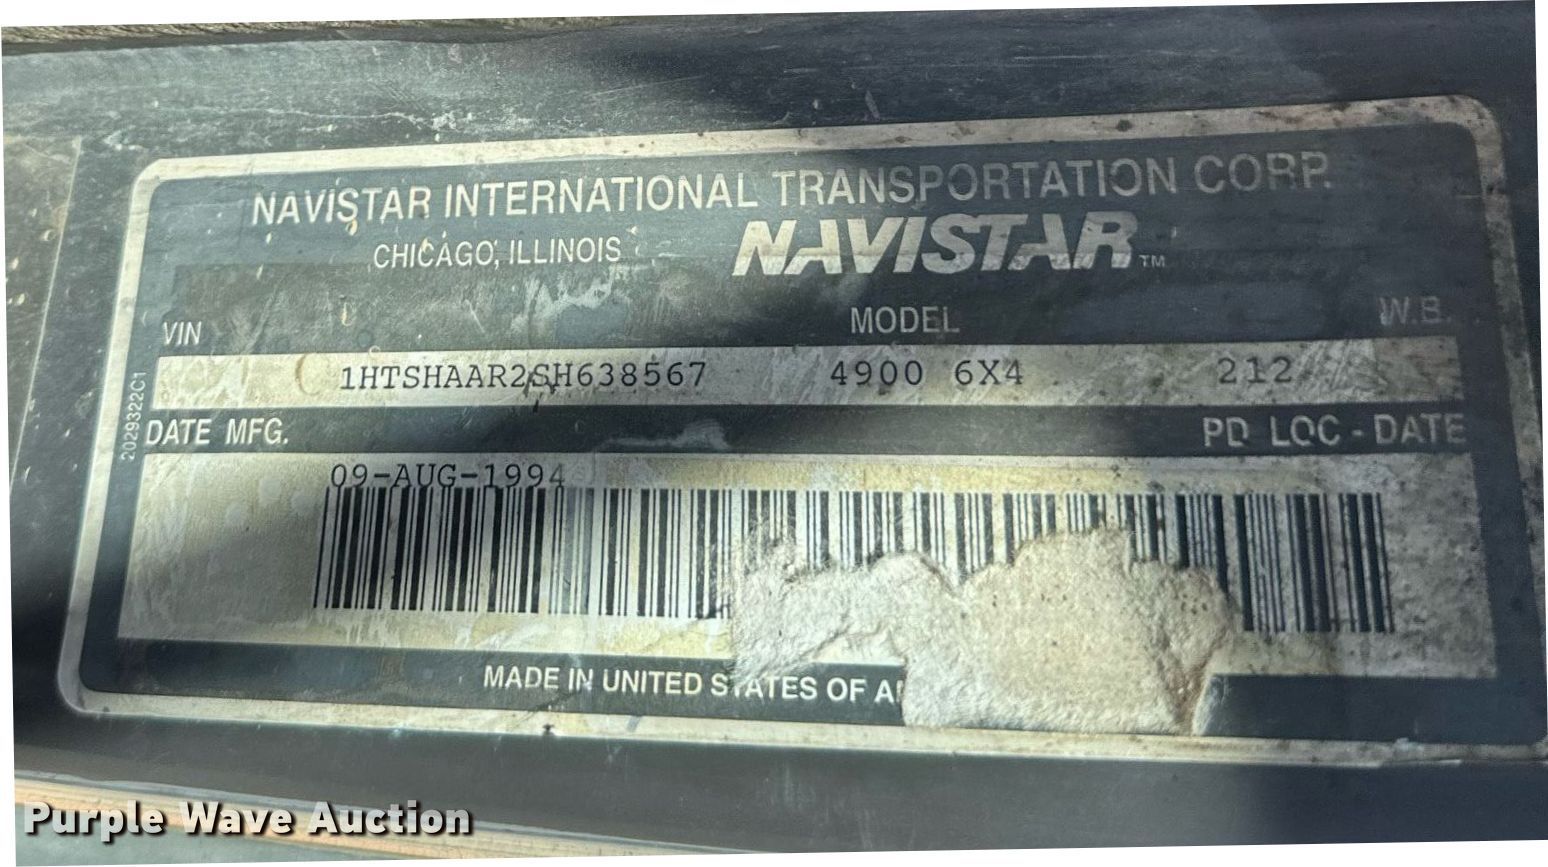 NAVISTAR INTERNATIONAL TRANSPORTATION CORP.
CHICAGO, ILLINOIS NAVISTAR TM
VIN MODEL W.B.
1HTSHAAR2SH638567 4900 6X4 212
2029322C1
DATE MFG. PD LOC - DATE
09-AUG-1994
MADE IN UNITED STATES OF A
Purple Wave Auction